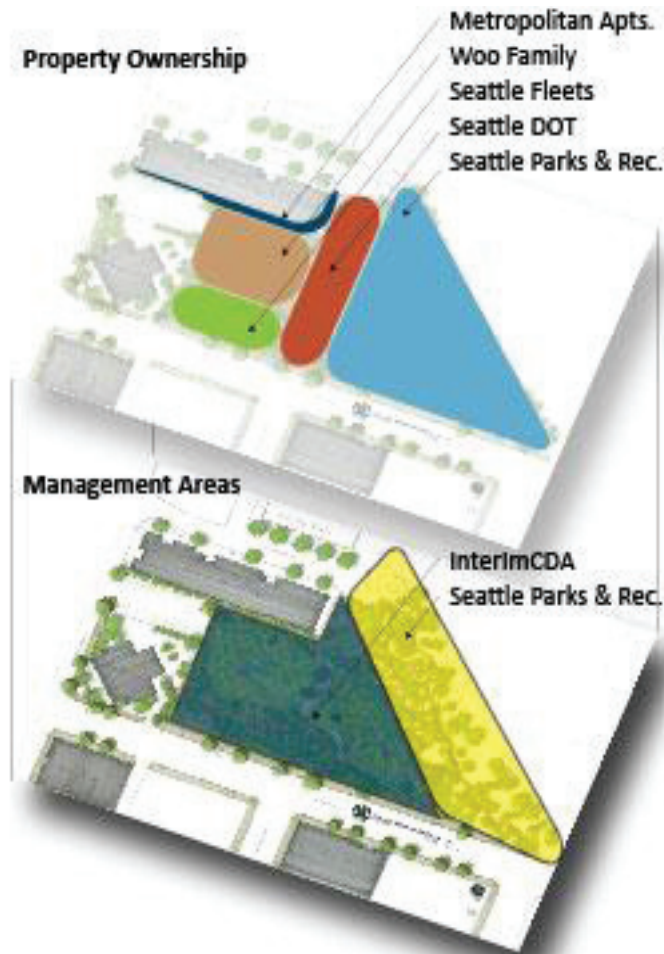 Metropolitan Apts.
Property Ownership
Woo Family
Seattle Fleets
Seattle DOT
Seattle Parks & Rec.
Management Areas
InterImCDA
Seattle Parks & Rec.